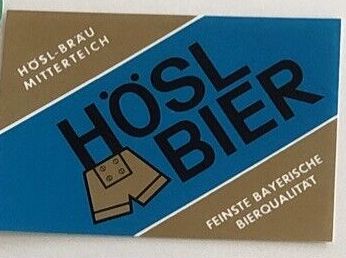 HÖSL-BRÄU
MITTERTEICH
HÖSL
BIER
FEINSTE BAYERISCHE
BIERQUALITÄT